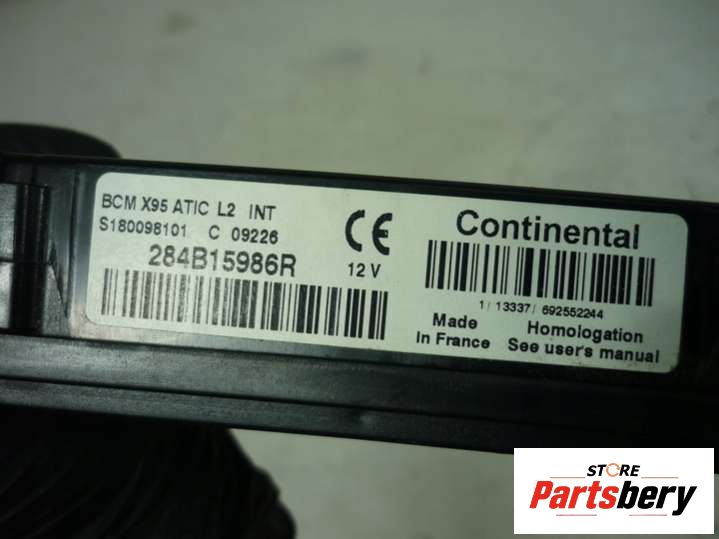 BCM X95 ATIC L2 INT
S180098101 C 09226
284B15986R
12 V
CE
Continental
1/ 13337/ 692552244
Made
In France
Homologation
See user's manual
STORE
Partsbery